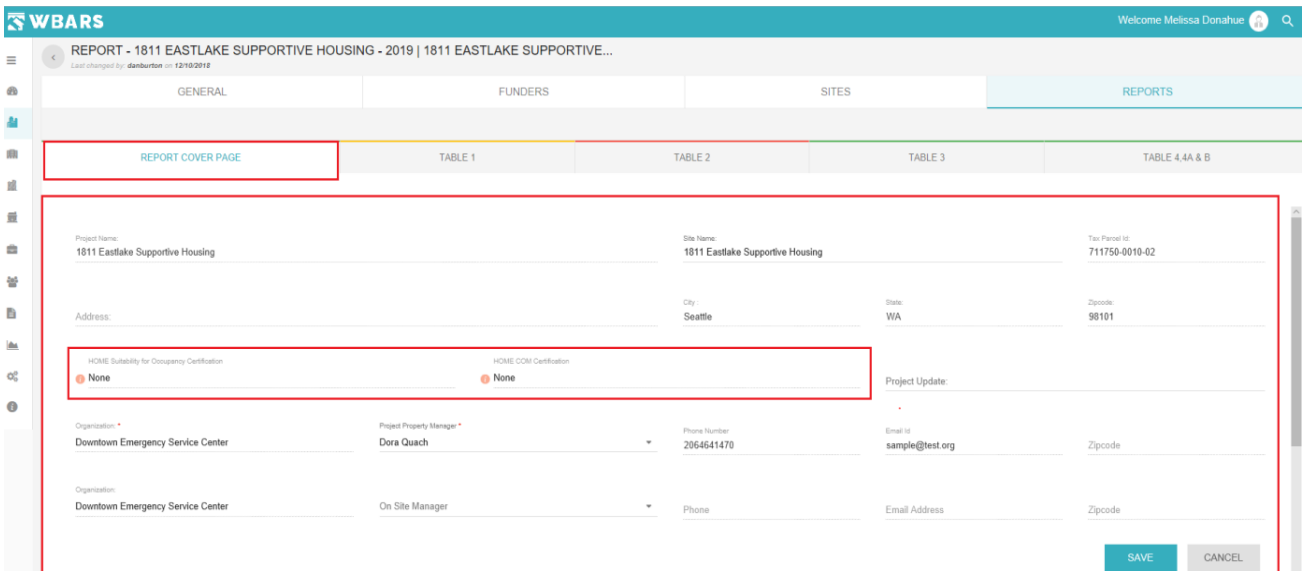 WBARS
Welcome Melissa Donahue
REPORT - 1811 EASTLAKE SUPPORTIVE HOUSING - 2019 | 1811 EASTLAKE SUPPORTIVE...
Last changed by: danburton on 12/10/2018
GENERAL
FUNDERS
SITES
REPORTS
REPORT COVER PAGE
TABLE 1
TABLE 2
TABLE 3
TABLE 4,4A & B
Project Name:
1811 Eastlake Supportive Housing
Site Name:
1811 Eastlake Supportive Housing
Tax Parcel Id:
711750-0010-02
Address:
City :
Seattle
State:
WA
Zipcode:
98101
HOME Suitability for Occupancy Certification
None
HOME COM Certification
None
Project Update:
Organization: *
Downtown Emergency Service Center
Project Property Manager *
Dora Quach
Phone Number
2064641470
Email Id
sample@test.org
Zipcode
Organization:
Downtown Emergency Service Center
On Site Manager
Phone
Email Address
Zipcode
SAVE
CANCEL